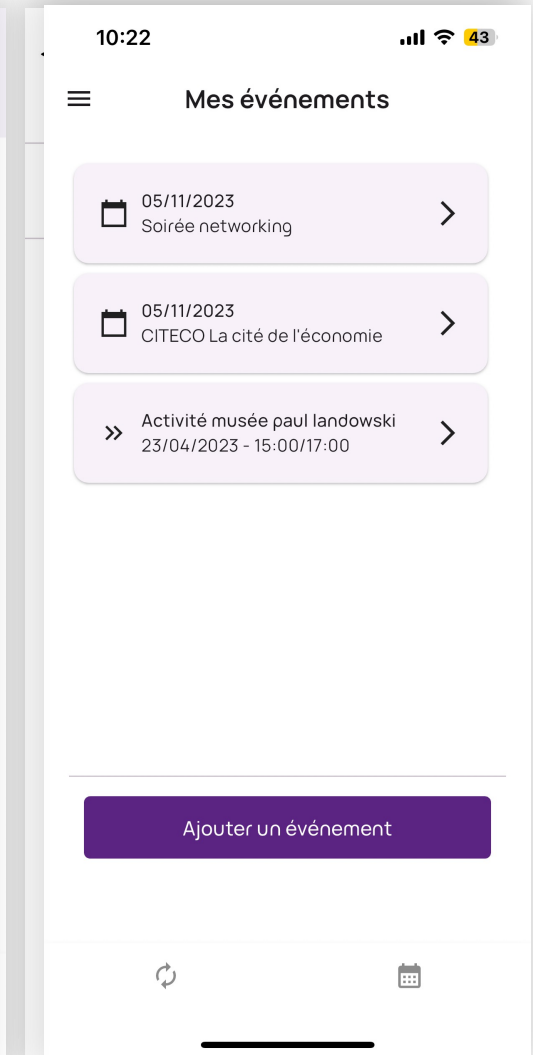 10:22
43
Mes événements
05/11/2023
Soirée networking
05/11/2023
CITECO La cité de l'économie
Activité musée paul landowski
23/04/2023 - 15:00/17:00
Ajouter un événement